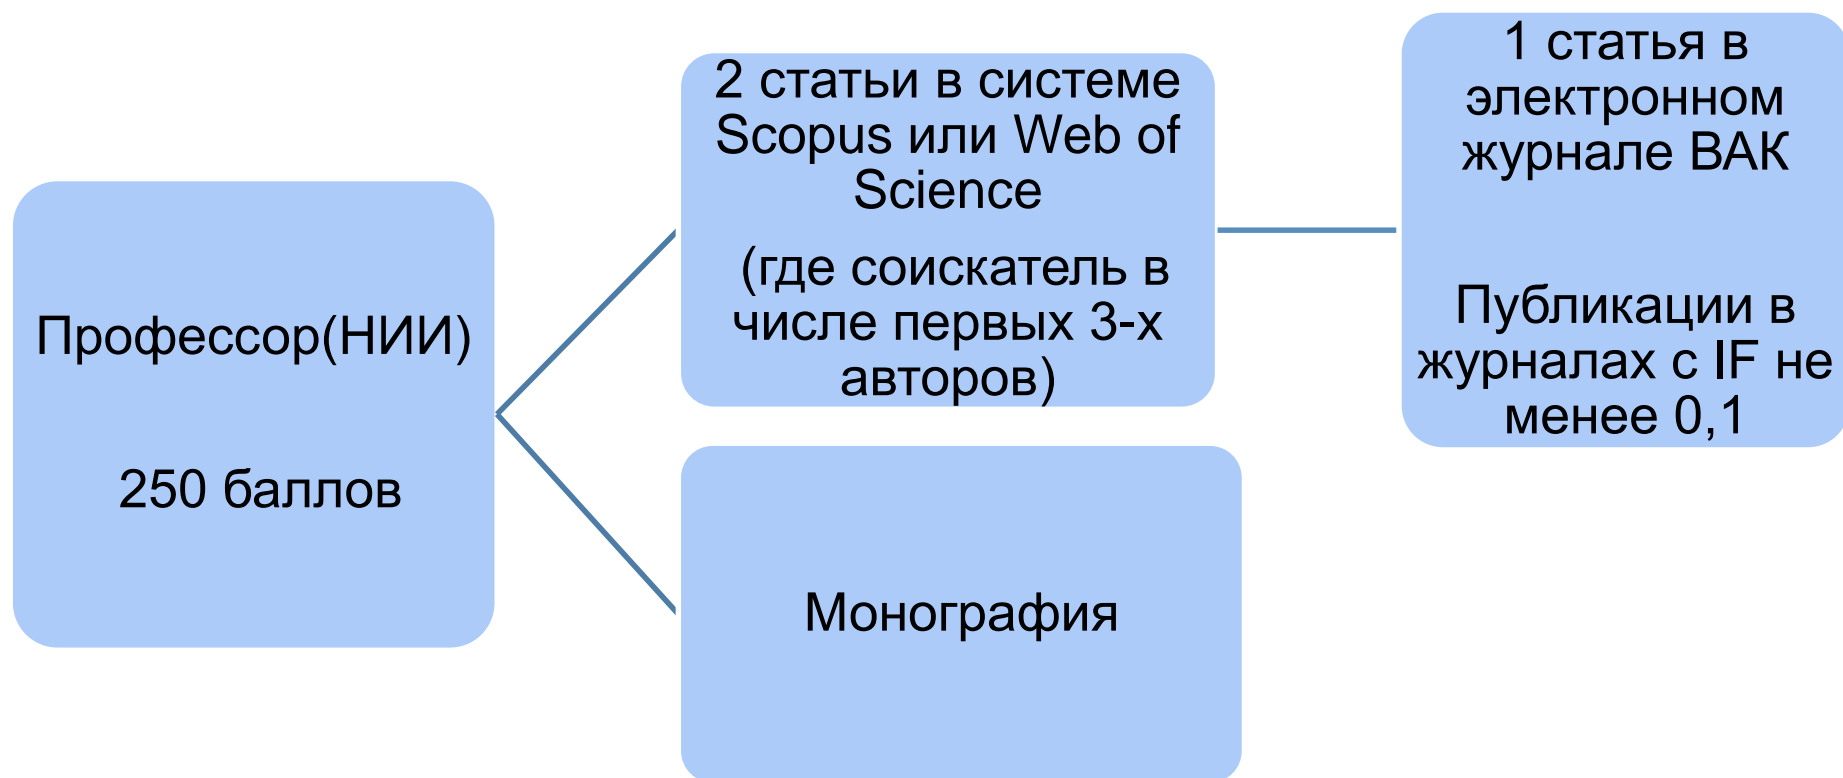 Профессор(НИИ)
250 баллов
2 статьи в системе
Scopus или Web of
Science
(где соискатель в
числе первых 3-х
авторов)
Монография
1 статья в
электронном
журнале ВАК
Публикации в
журналах с IF не
менее 0,1